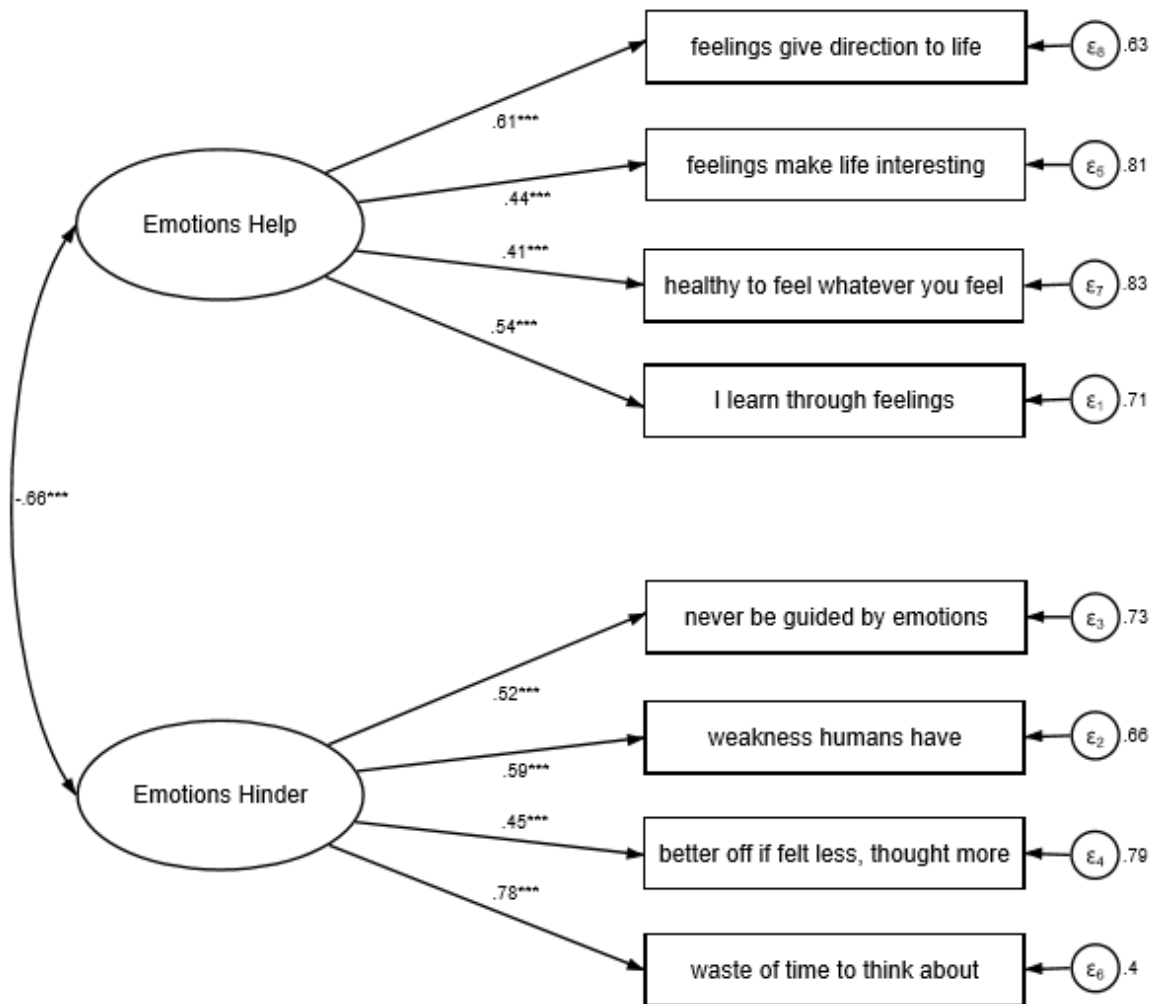 feelings give direction to life
ε₈ .63
.61***
feelings make life interesting
ε₅ .81
.44***
Emotions Help
.41***
healthy to feel whatever you feel
ε₇ .83
.54***
I learn through feelings
ε₁ .71
-.66***
never be guided by emotions
ε₃ .73
.52***
weakness humans have
ε₂ .66
.59***
Emotions Hinder
.45***
better off if felt less, thought more
ε₄ .79
.78***
waste of time to think about
ε₆ .4